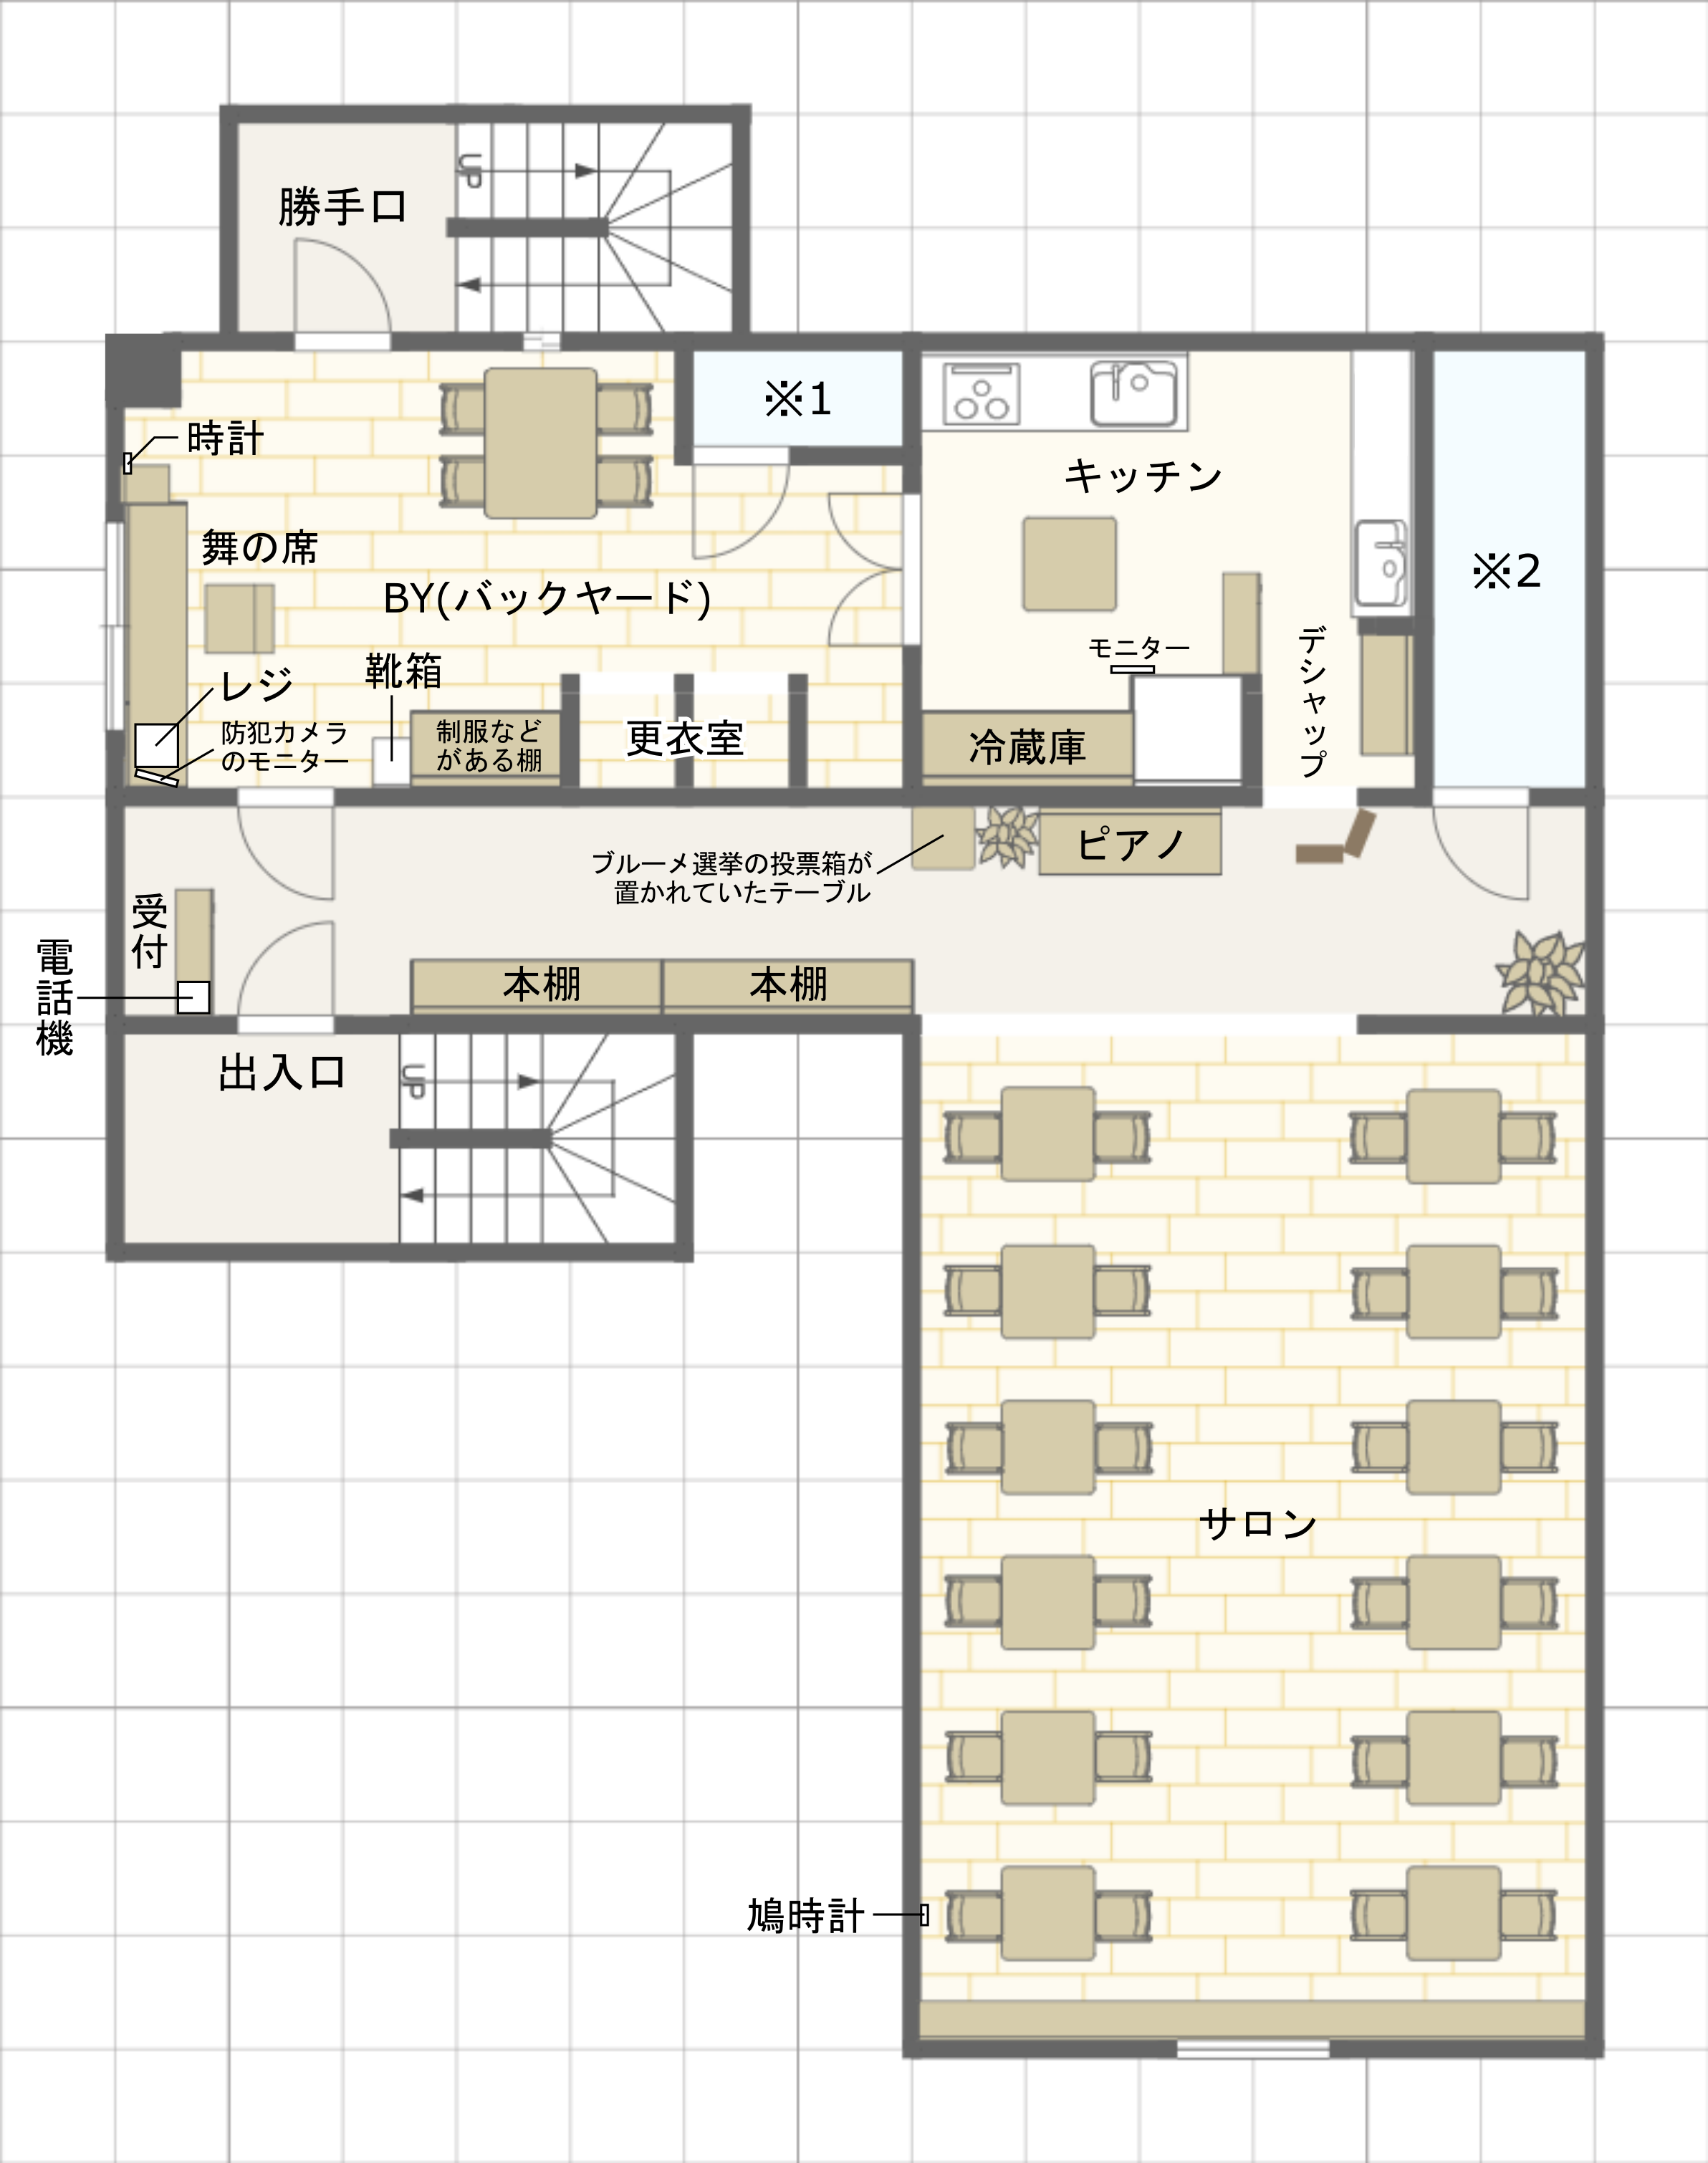 勝手口
UP
※1
時計
キッチン
舞の席
※2
BY(バックヤード)
デシャップ
モニター
靴箱
レジ
防犯カメラ
のモニター
制服など
がある棚
更衣室
冷蔵庫
ピアノ
ブルーメ選挙の投票箱が
置かれていたテーブル
受付
電話機
本棚
本棚
出入口
UP
サロン
鳩時計